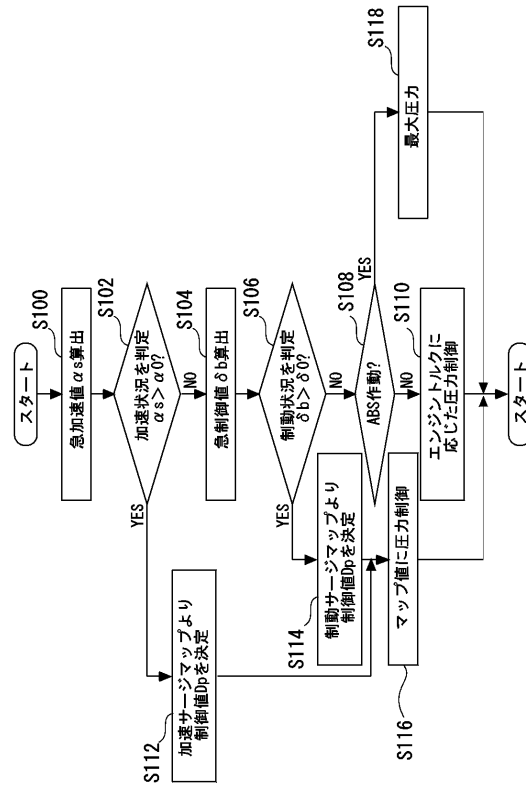 スタート
S100
急加速値αs算出
S102
加速状況を判定
αs>α0?
YES
NO
S104
急制御値δb算出
S106
制動状況を判定
δb>δ0?
YES
NO
S108
ABS作動?
YES
NO
S110
エンジントルクに
応じた圧力制御
S112
加速サージマップより
制御値Dpを決定
S114
制動サージマップより
制御値Dpを決定
S116
マップ値に圧力制御
S118
最大圧力
スタート